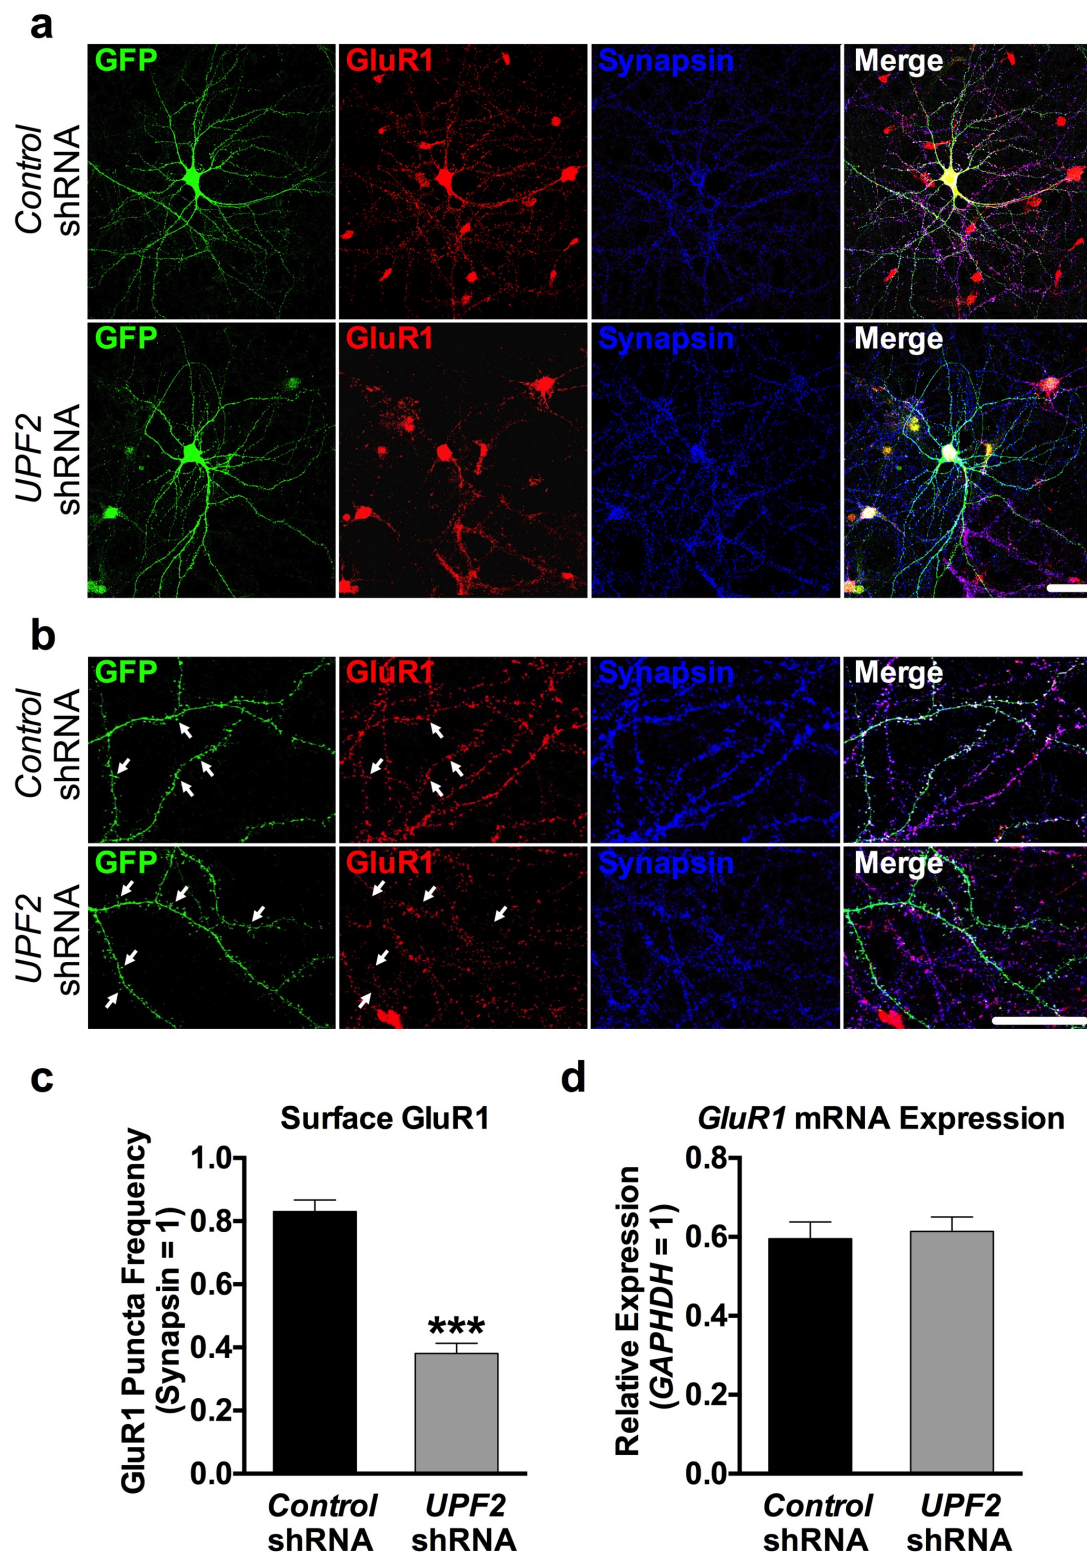 a
GFP GluR1 Synapsin Merge
Control
shRNA
GFP GluR1 Synapsin Merge
UPF2
shRNA
b
GFP GluR1 Synapsin Merge
Control
shRNA
GFP GluR1 Synapsin Merge
UPF2
shRNA
c
Surface GluR1
GluR1 Puncta Frequency
(Synapsin = 1)
1.0
0.8
0.6
0.4
0.2
0.0
***
Control
shRNA
UPF2
shRNA
d
GluR1 mRNA Expression
Relative Expression
(GAPHDH = 1)
0.8
0.6
0.4
0.2
0.0
Control
shRNA
UPF2
shRNA